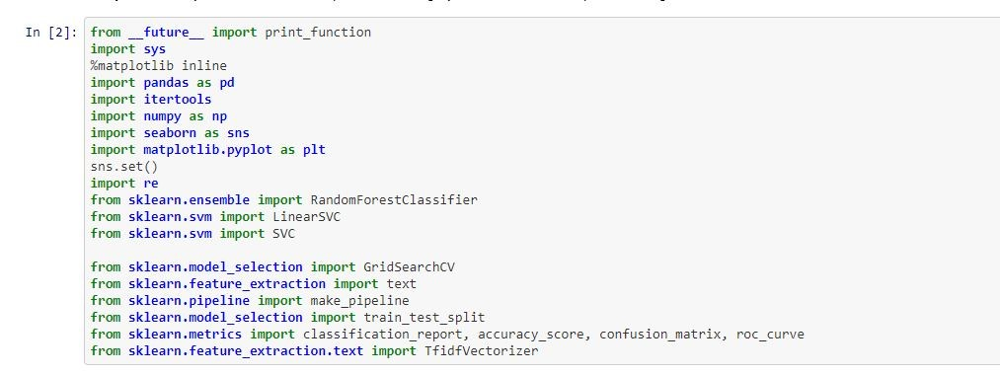 In [2]: from __future__ import print_function
import sys
%matplotlib inline
import pandas as pd
import itertools
import numpy as np
import seaborn as sns
import matplotlib.pyplot as plt
sns.set()
import re
from sklearn.ensemble import RandomForestClassifier
from sklearn.svm import LinearSVC
from sklearn.svm import SVC
from sklearn.model_selection import GridSearchCV
from sklearn.feature_extraction import text
from sklearn.pipeline import make_pipeline
from sklearn.model_selection import train_test_split
from sklearn.metrics import classification_report, accuracy_score, confusion_matrix, roc_curve
from sklearn.feature_extraction.text import TfidfVectorizer